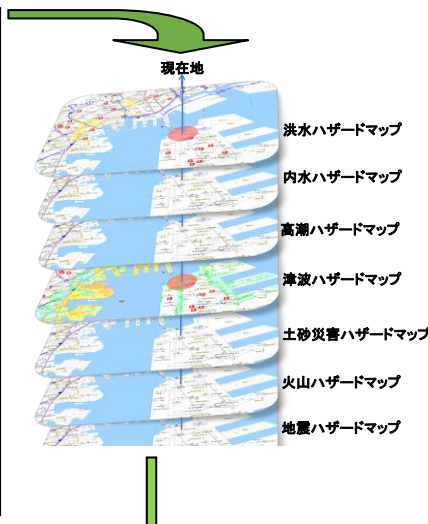 現在地
洪水ハザードマップ
内水ハザードマップ
高潮ハザードマップ
津波ハザードマップ
土砂災害ハザードマップ
火山ハザードマップ
地震ハザードマップ